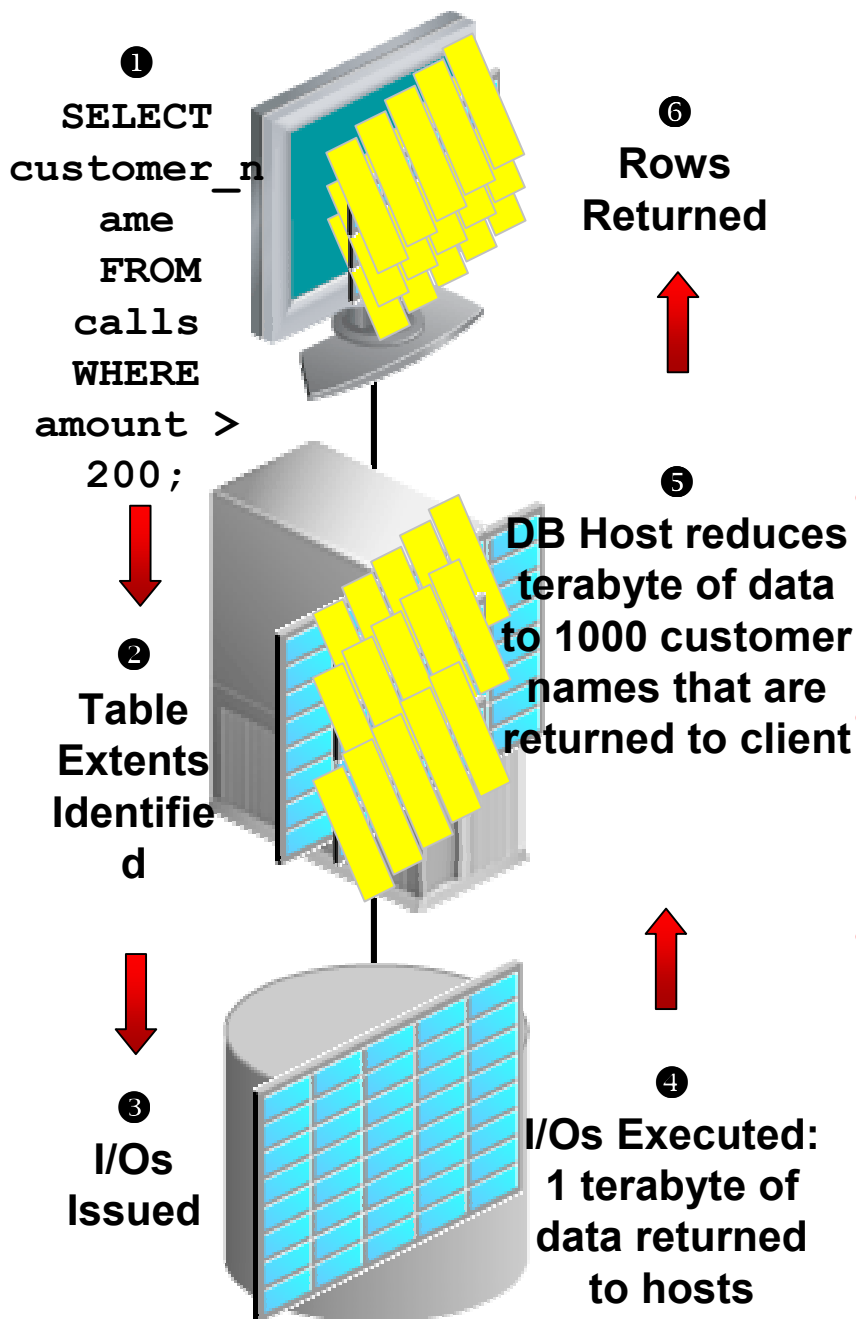 ❶
SELECT
customer_n
ame
FROM
calls
WHERE
amount >
200;
❷
Table
Extents
Identifie
d
❸
I/Os
Issued
❹
I/Os Executed:
1 terabyte of
data returned
to hosts
❺
DB Host reduces
terabyte of data
to 1000 customer
names that are
returned to client
❻
Rows
Returned